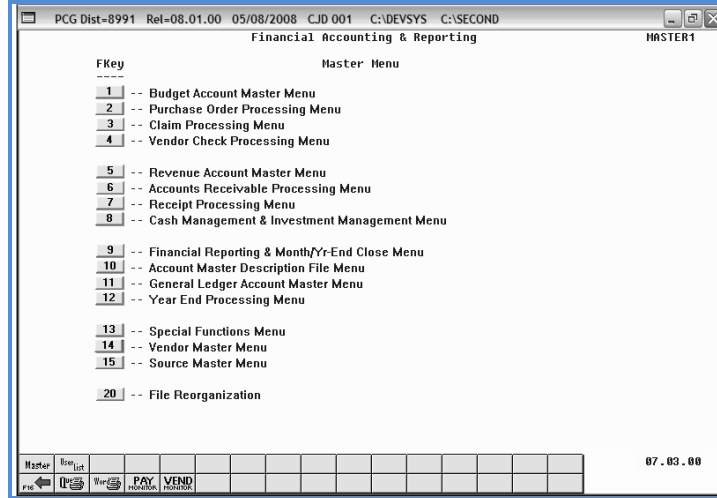 PCG Dist=8991 Rel=08.01.00 05/08/2008 CJD 001 C:\DEVSYS C:\SECOND
Financial Accounting & Reporting MASTER1
FKey Master Menu
----
1 -- Budget Account Master Menu
2 -- Purchase Order Processing Menu
3 -- Claim Processing Menu
4 -- Vendor Check Processing Menu
5 -- Revenue Account Master Menu
6 -- Accounts Receivable Processing Menu
7 -- Receipt Processing Menu
8 -- Cash Management & Investment Management Menu
9 -- Financial Reporting & Month/Yr-End Close Menu
10 -- Account Master Description File Menu
11 -- General Ledger Account Master Menu
12 -- Year End Processing Menu
13 -- Special Functions Menu
14 -- Vendor Master Menu
15 -- Source Master Menu
20 -- File Reorganization
Master User List 07.03.00
F16 Que Word PAY MONITOR VEND MONITOR